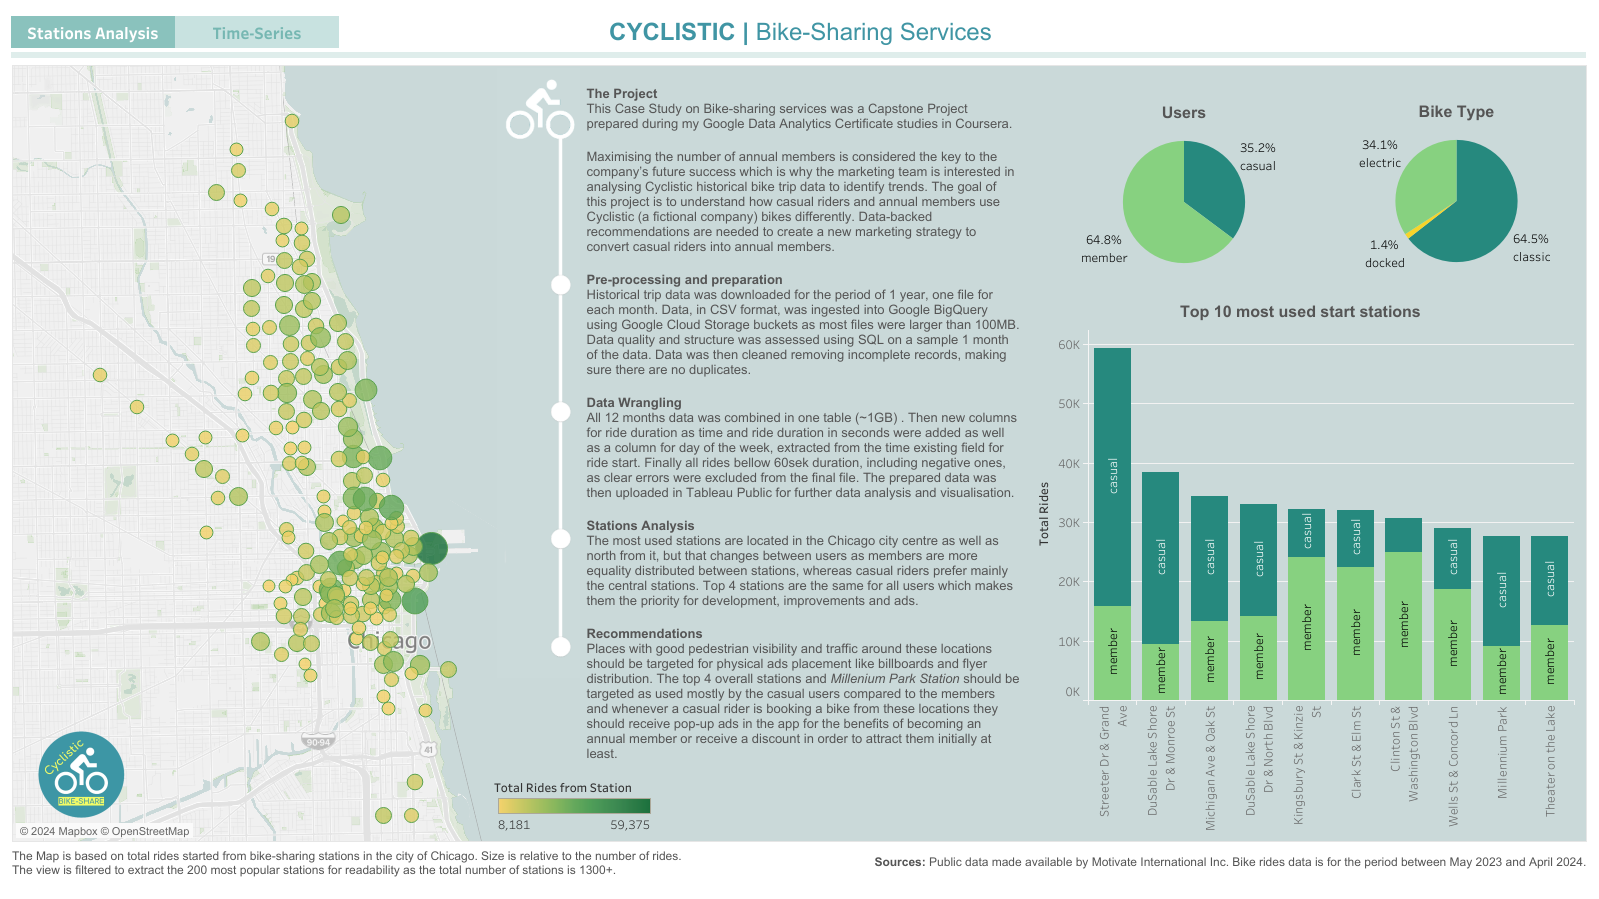 Stations Analysis
Time-Series
CYCLISTIC | Bike-Sharing Services
19
Chicago
90-94
41
Cyclistic
BIKE-SHARE
© 2024 Mapbox © OpenStreetMap
The Project
This Case Study on Bike-sharing services was a Capstone Project
prepared during my Google Data Analytics Certificate studies in Coursera.
Maximising the number of annual members is considered the key to the
company's future success which is why the marketing team is interested in
analysing Cyclistic historical bike trip data to identify trends. The goal of
this project is to understand how casual riders and annual members use
Cyclistic (a fictional company) bikes differently. Data-backed
recommendations are needed to create a new marketing strategy to
convert casual riders into annual members.
Pre-processing and preparation
Historical trip data was downloaded for the period of 1 year, one file for
each month. Data, in CSV format, was ingested into Google BigQuery
using Google Cloud Storage buckets as most files were larger than 100MB.
Data quality and structure was assessed using SQL on a sample 1 month
of the data. Data was then cleaned removing incomplete records, making
sure there are no duplicates.
Data Wrangling
All 12 months data was combined in one table (~1GB) . Then new columns
for ride duration as time and ride duration in seconds were added as well
as a column for day of the week, extracted from the time existing field for
ride start. Finally all rides bellow 60sek duration, including negative ones,
as clear errors were excluded from the final file. The prepared data was
then uploaded in Tableau Public for further data analysis and visualisation.
Stations Analysis
The most used stations are located in the Chicago city centre as well as
north from it, but that changes between users as members are more
equality distributed between stations, whereas casual riders prefer mainly
the central stations. Top 4 stations are the same for all users which makes
them the priority for development, improvements and ads.
Recommendations
Places with good pedestrian visibility and traffic around these locations
should be targeted for physical ads placement like billboards and flyer
distribution. The top 4 overall stations and Millenium Park Station should be
targeted as used mostly by the casual users compared to the members
and whenever a casual rider is booking a bike from these locations they
should receive pop-up ads in the app for the benefits of becoming an
annual member or receive a discount in order to attract them initially at
least.
Total Rides from Station
8,181
59,375
Users
35.2%
casual
64.8%
member
Bike Type
34.1%
electric
1.4%
docked
64.5%
classic
Top 10 most used start stations
Total Rides
60K
50K
40K
30K
20K
10K
0K
casual
member
casual
member
casual
member
casual
member
casual
member
casual
member
member
casual
member
casual
member
casual
member
Streeter Dr & Grand
Ave
DuSable Lake Shore
Dr & Monroe St
Michigan Ave & Oak St
DuSable Lake Shore
Dr & North Blvd
Kingsbury St & Kinzie
St
Clark St & Elm St
Clinton St &
Washington Blvd
Wells St & Concord Ln
Millennium Park
Theater on the Lake
The Map is based on total rides started from bike-sharing stations in the city of Chicago. Size is relative to the number of rides.
The view is filtered to extract the 200 most popular stations for readability as the total number of stations is 1300+.
Sources: Public data made available by Motivate International Inc. Bike rides data is for the period between May 2023 and April 2024.